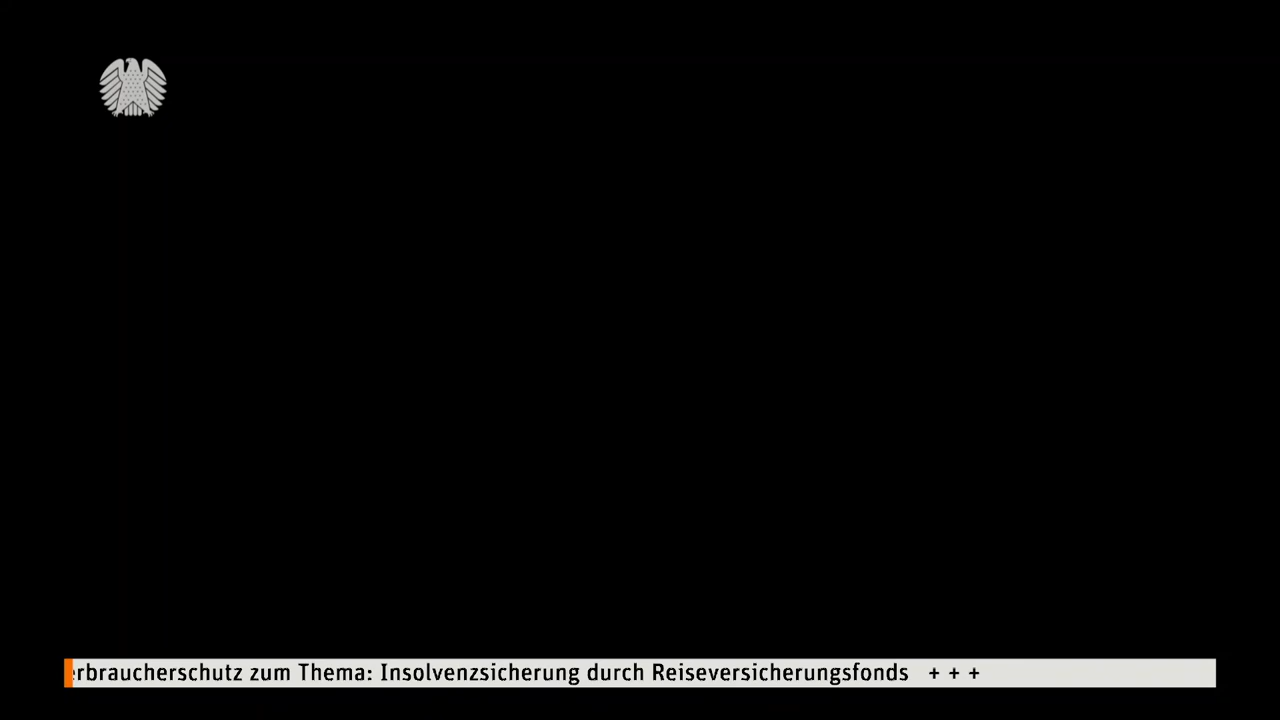 erbraucherschutz zum Thema: Insolvenzsicherung durch Reiseversicherungsfonds + + +